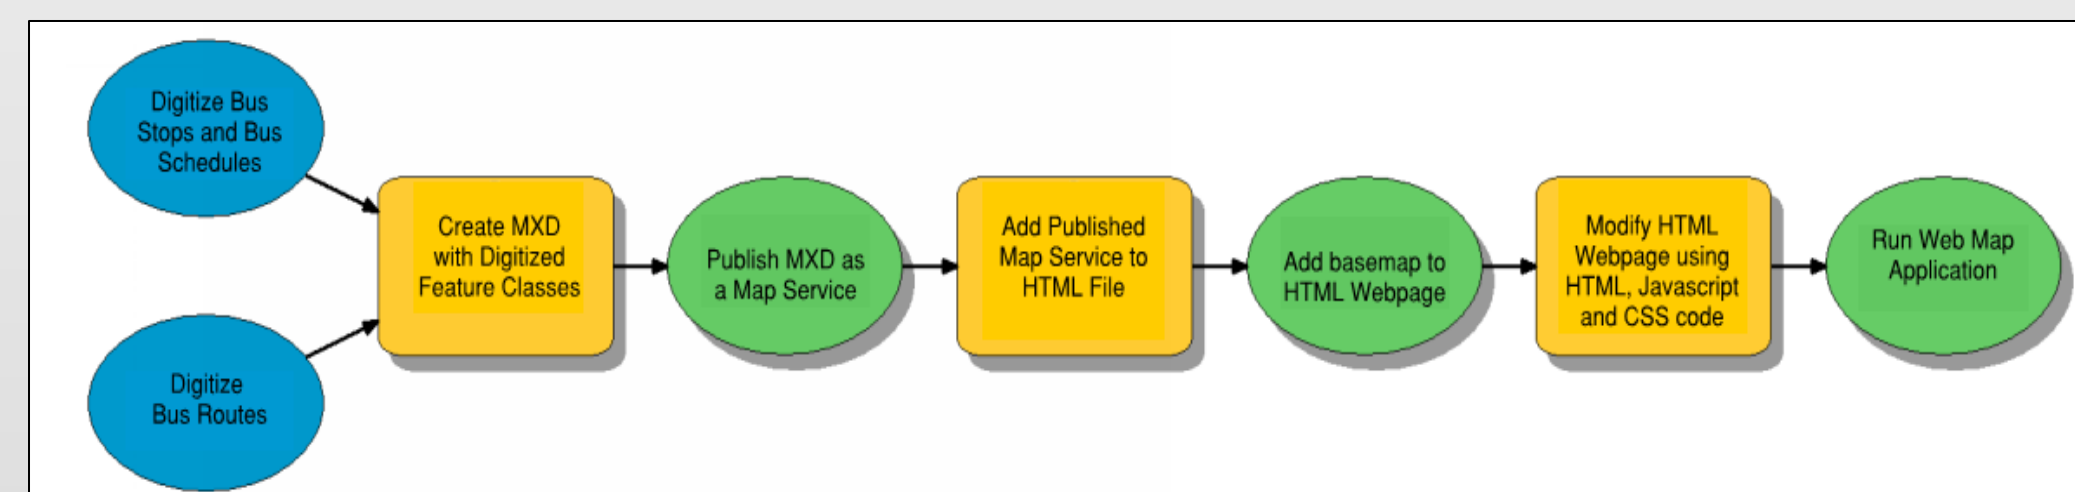 Digitize Bus
Stops and Bus
Schedules
Digitize
Bus Routes
Create MXD
with Digitized
Feature Classes
Publish MXD as
a Map Service
Add Published
Map Service to
HTML File
Add basemap to
HTML Webpage
Modify HTML
Webpage using
HTML, Javascript
and CSS code
Run Web Map
Application